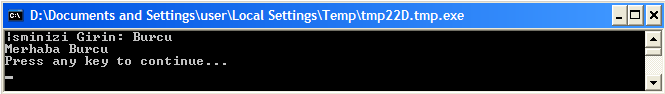 D:\Documents and Settings\user\Local Settings\Temp\tmp22D.tmp.exe
¦sminizi Girin: Burcu
Merhaba Burcu
Press any key to continue...